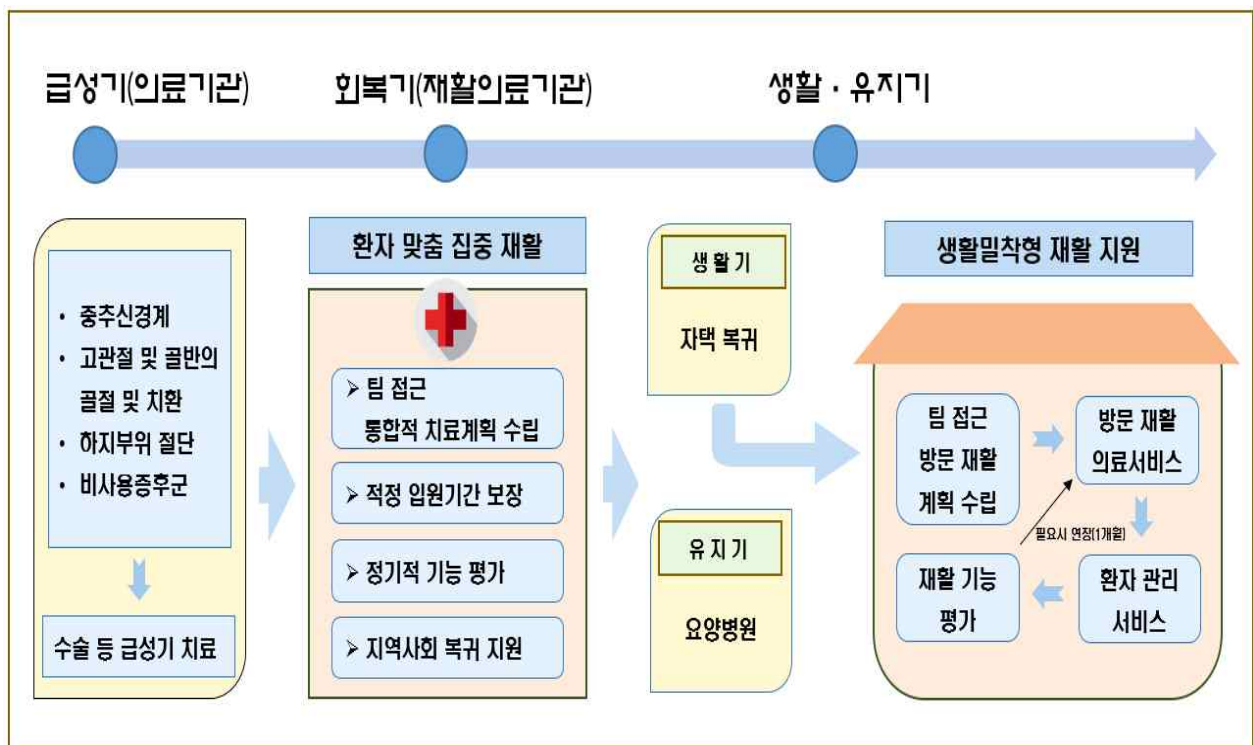 급성기(의료기관)
회복기(재활의료기관)
생활 · 유지기
• 중추신경계
• 고관절 및 골반의
골절 및 치환
• 하지부위 절단
• 비사용증후군
수술 등 급성기 치료
환자 맞춤 집중 재활
➢ 팀 접근
통합적 치료계획 수립
➢ 적정 입원기간 보장
➢ 정기적 기능 평가
➢ 지역사회 복귀 지원
생활기
자택 복귀
유지기
요양병원
생활밀착형 재활 지원
팀 접근
방문 재활
계획 수립
방문 재활
의료서비스
필요시 연장(1개월)
재활 기능
평가
환자 관리
서비스